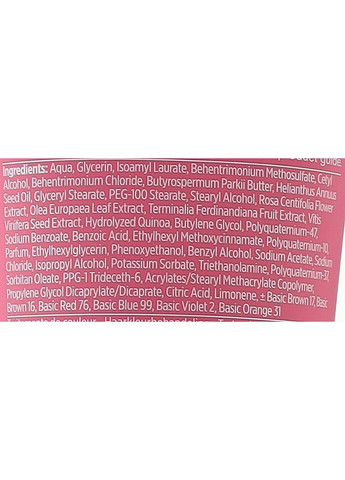 product guide
Ingredients: Aqua, Glycerin, Isoamyl Laurate, Behentrimonium Methosulfate, Cetyl
Alcohol, Behentrimonium Chloride, Butyrospermum Parkii Butter, Helianthus Annuus
Seed Oil, Glyceryl Stearate, PEG-100 Stearate, Stearyl Alcohol, Rosa Centifolia Flower
Extract, Olea Europaea Leaf Extract, Terminalia Ferdinandiana Fruit Extract, Vitis
Vinifera Seed Extract, Hydrolyzed Quinoa, Butylene Glycol, Polyquaternium-47,
Sodium Benzoate, Benzoic Acid, Ethylhexyl Methoxycinnamate, Polyquaternium-10,
Parfum, Ethylhexylglycerin, Phenoxyethanol, Benzyl Alcohol, Sodium Acetate, Sodium
Chloride, Isopropyl Alcohol, Potassium Sorbate, Triethanolamine, Polyquaternium-37,
Sorbitan Oleate, PPG-1 Trideceth-6, Acrylates/Stearyl Methacrylate Copolymer,
Propylene Glycol Dicaprylate/Dicaprate, Citric Acid, Limonene, ± Basic Brown 17, Basic
Brown 16, Basic Red 76, Basic Blue 99, Basic Violet 2, Basic Orange 31